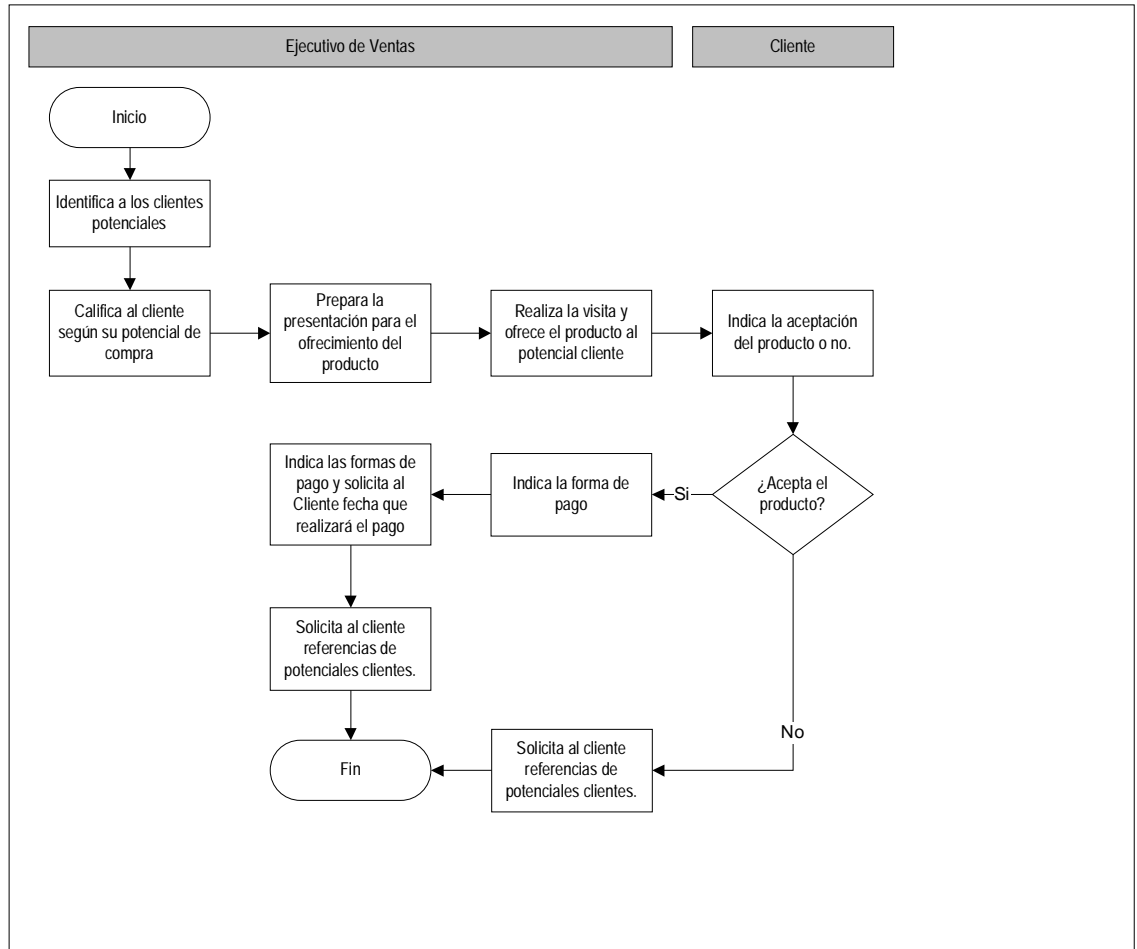 Ejecutivo de Ventas
Cliente
Inicio
Identifica a los clientes
potenciales
Califica al cliente
según su potencial de
compra
Prepara la
presentación para el
ofrecimiento del
producto
Realiza la visita y
ofrece el producto al
potencial cliente
Indica la aceptación
del producto o no.
¿Acepta el
producto?
Si
Indica la forma de
pago
Indica las formas de
pago y solicita al
Cliente fecha que
realizará el pago
Solicita al cliente
referencias de
potenciales clientes.
No
Solicita al cliente
referencias de
potenciales clientes.
Fin